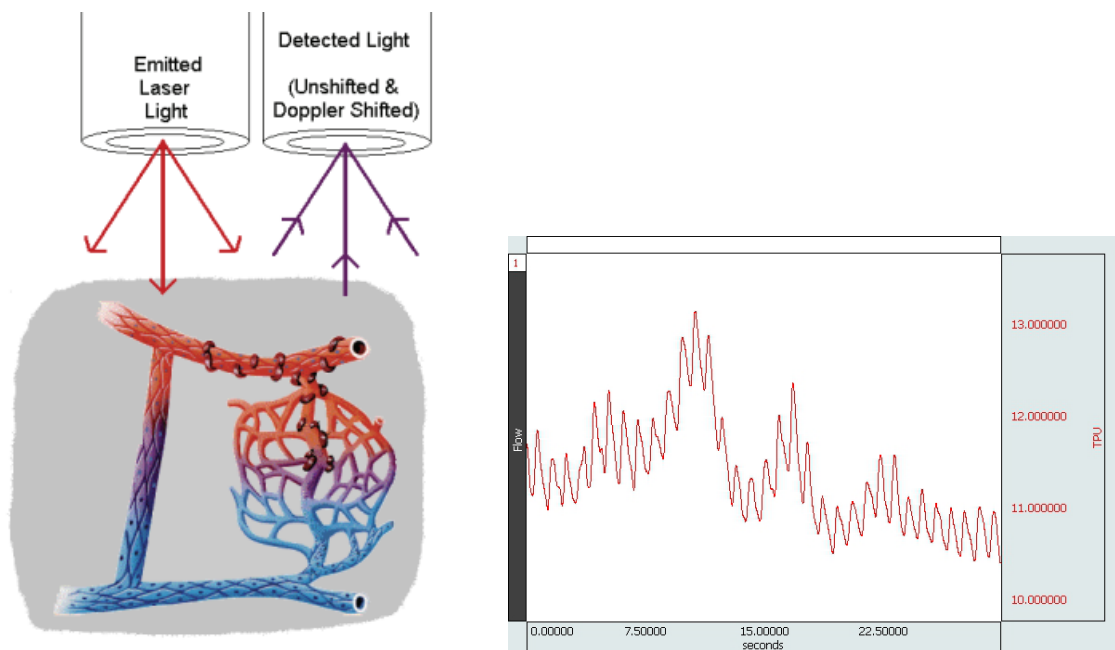 Emitted
Laser
Light
Detected Light
(Unshifted &
Doppler Shifted)
1
Flow
13.000000
12.000000
11.000000
10.000000
TPU
0.00000 7.50000 15.00000 22.50000
seconds